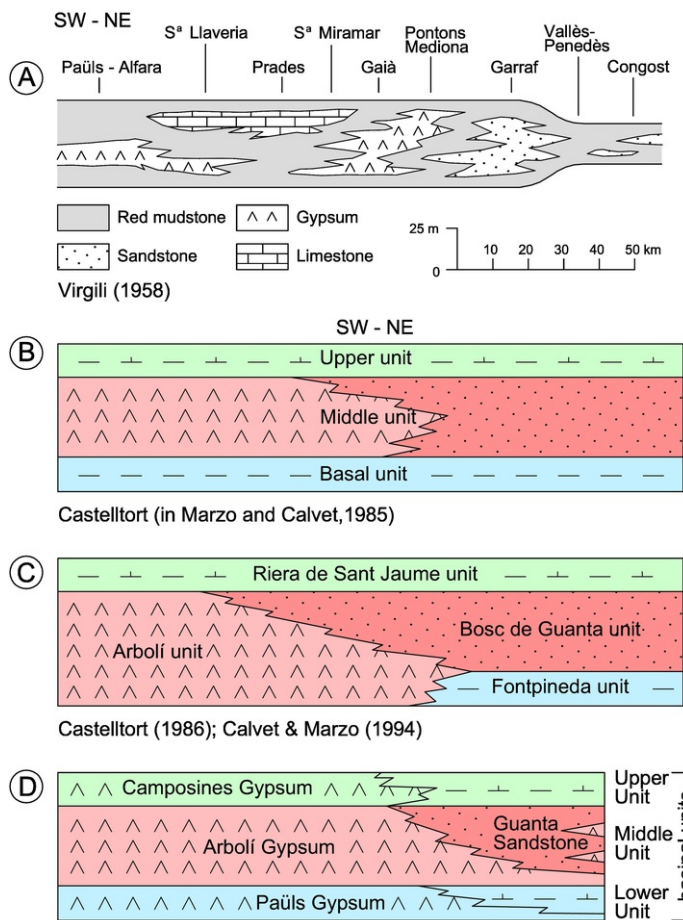 SW - NE
Sª Llaveria
Sª Miramar
Pontons
Mediona
Vallès-
Penedès
A
Paüls - Alfara
Prades
Gaià
Garraf
Congost
Red mudstone
Gypsum
Sandstone
Limestone
25 m
0
10 20 30 40 50 km
Virgili (1958)
SW - NE
B
Upper unit
Middle unit
Basal unit
Castelltort (in Marzo and Calvet,1985)
C
Riera de Sant Jaume unit
Arbolí unit
Bosc de Guanta unit
Fontpineda unit
Castelltort (1986); Calvet & Marzo (1994)
D
Camposines Gypsum
Upper
Unit
Arbolí Gypsum
Guanta
Sandstone
Middle
Unit
Paüls Gypsum
Lower
Unit